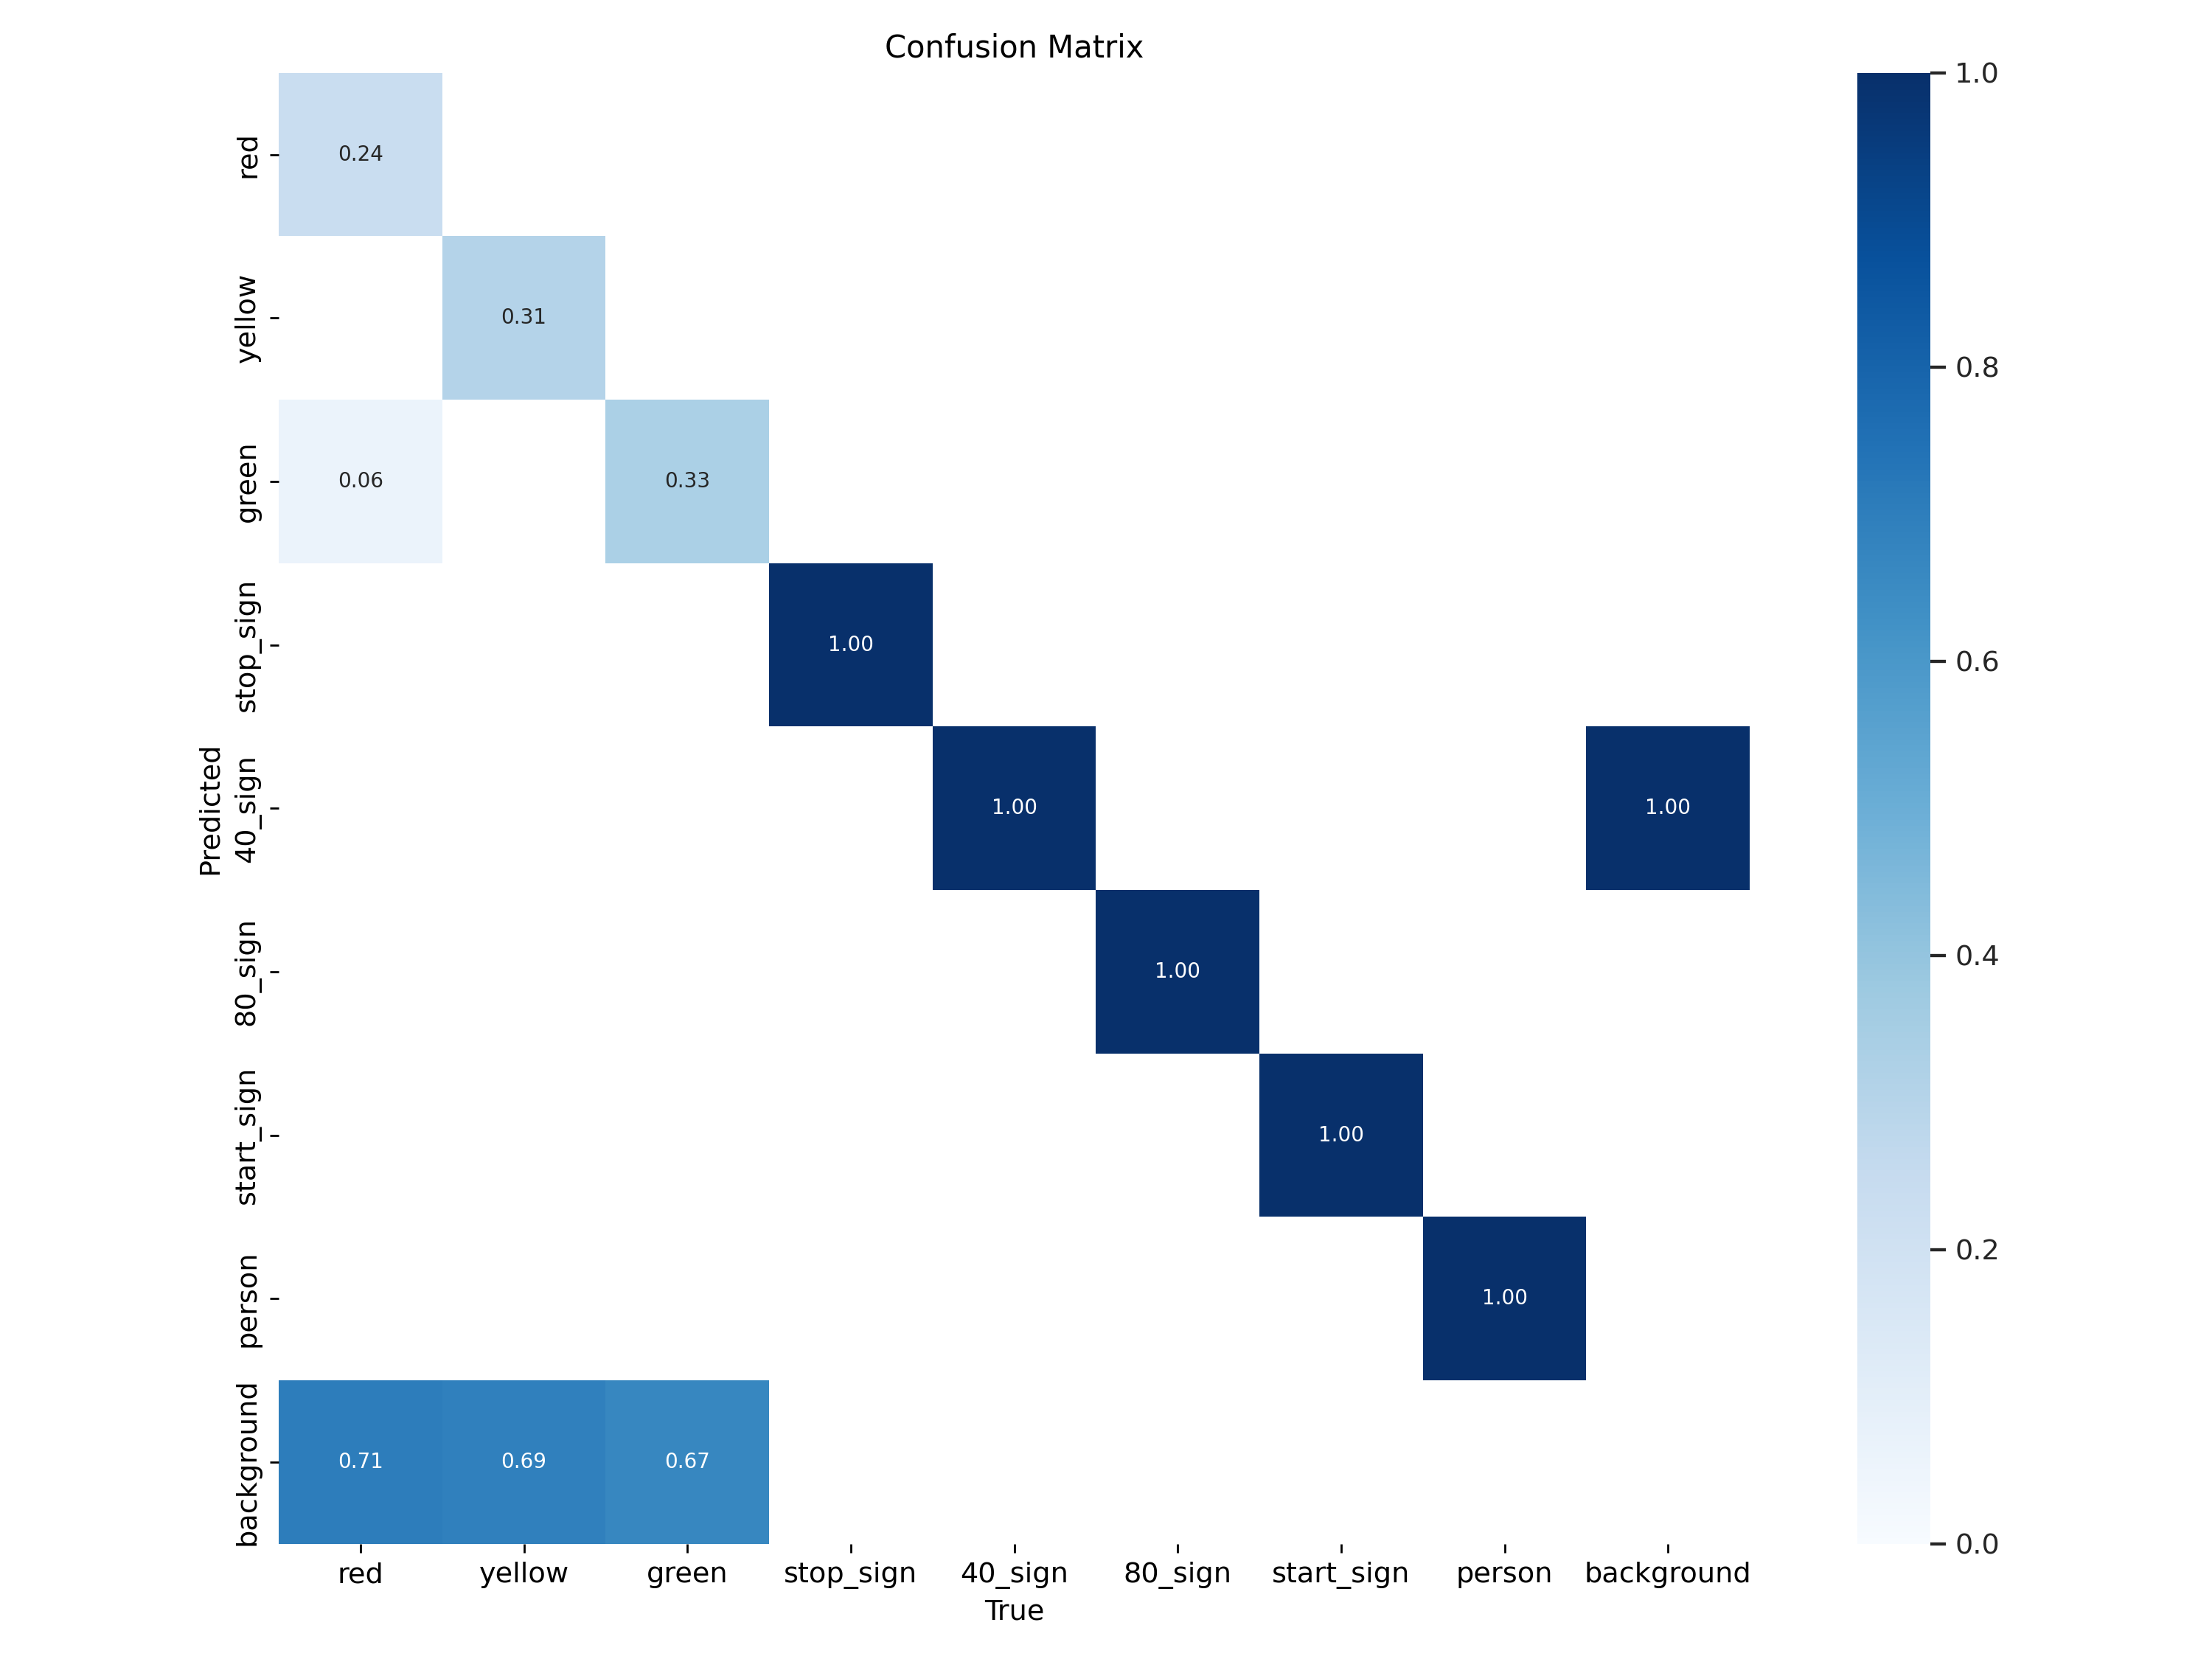 Confusion Matrix
red
0.24
1.0
yellow
0.31
0.8
green
0.06 0.33
stop_sign
1.00
0.6
Predicted
40_sign
1.00 1.00
80_sign
1.00
0.4
start_sign
1.00
person
1.00
0.2
background
0.71 0.69 0.67
0.0
red yellow green stop_sign 40_sign 80_sign start_sign person background
True